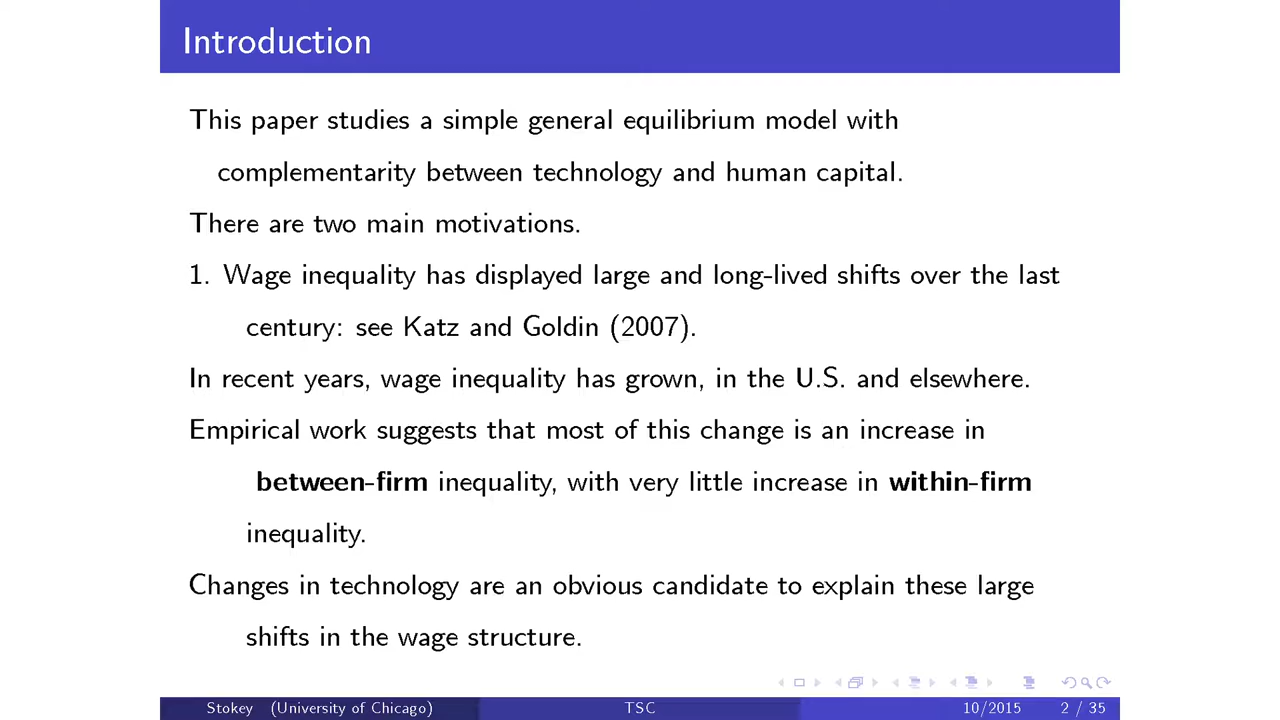 Introduction
This paper studies a simple general equilibrium model with
complementarity between technology and human capital.
There are two main motivations.
1. Wage inequality has displayed large and long-lived shifts over the last
century: see Katz and Goldin (2007).
In recent years, wage inequality has grown, in the U.S. and elsewhere.
Empirical work suggests that most of this change is an increase in
between-firm inequality, with very little increase in within-firm
inequality.
Changes in technology are an obvious candidate to explain these large
shifts in the wage structure.
Stokey (University of Chicago) TSC 10/2015 2 / 35